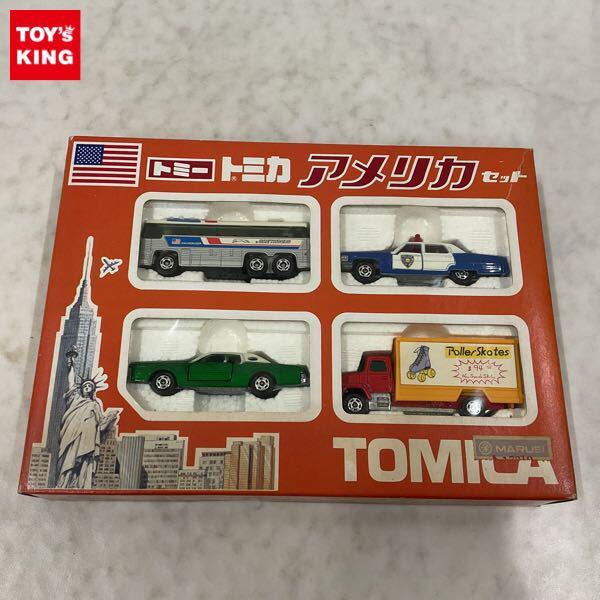 TOY's
KING
トミー トミカ アメリカ セット
®
Roller Skates
$94
TOMICA
MARUEI